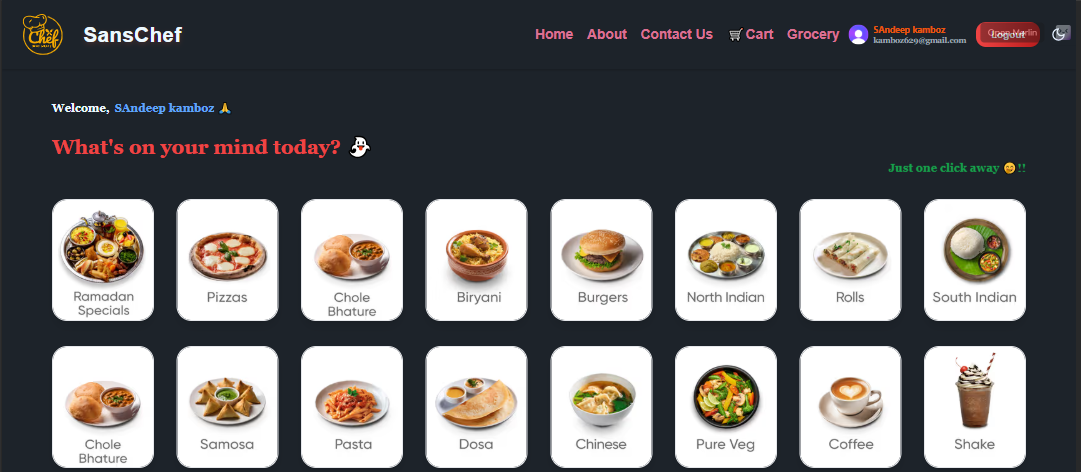 Chef
SansChef
Home About Contact Us 🛒 Cart Grocery
SAndeep kamboz
kamboz629@gmail.com
Logout
Welcome, SAndeep kamboz 🙏
What's on your mind today? 👻
Just one click away 😊!!
Ramadan
Specials
Pizzas
Chole
Bhature
Biryani
Burgers
North Indian
Rolls
South Indian
Chole
Bhature
Samosa
Pasta
Dosa
Chinese
Pure Veg
Coffee
Shake